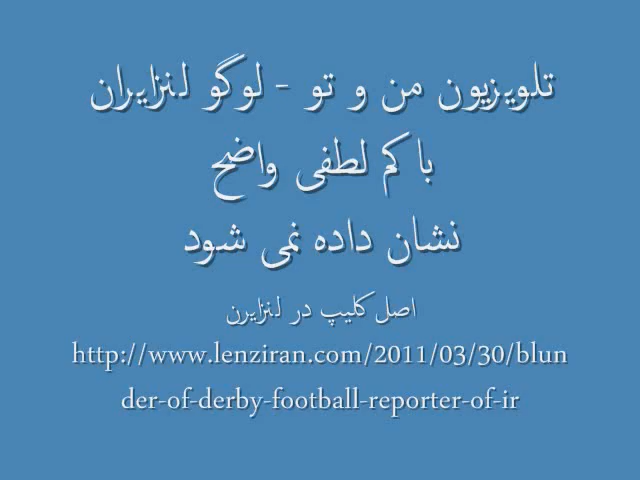 تلویزیون من و تو - لوگو لنزایران
با کم لطفی واضح
نشان داده نمی شود
اصل کلیپ در لنزایرن
http://www.lenziran.com/2011/03/30/blun
der-of-derby-football-reporter-of-ir